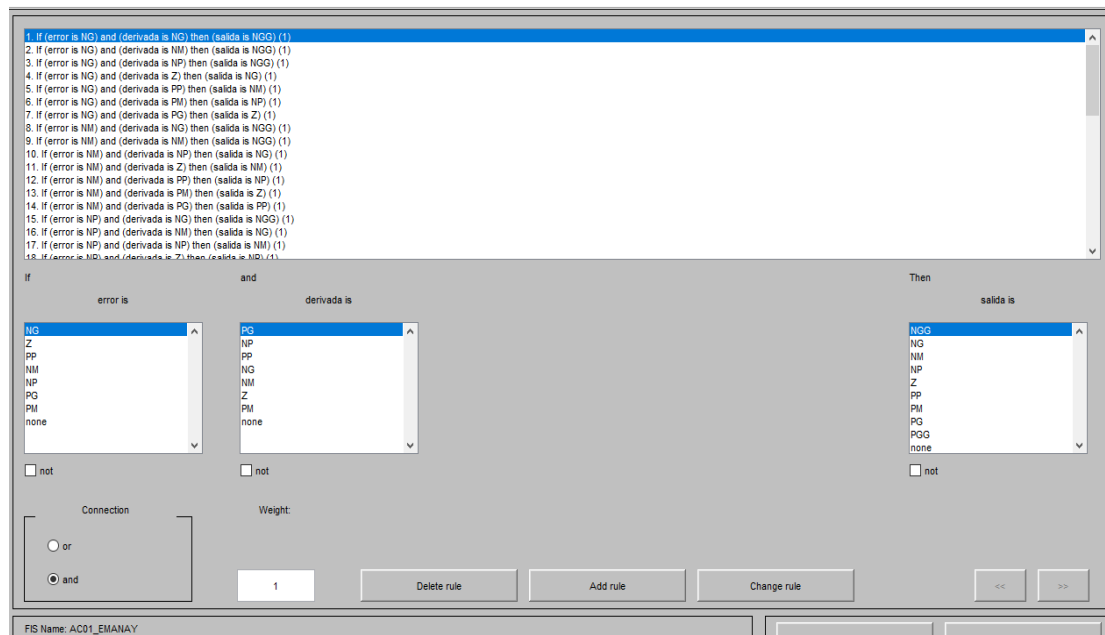 1. If (error is NG) and (derivada is NG) then (salida is NGG) (1)
2. If (error is NG) and (derivada is NM) then (salida is NGG) (1)
3. If (error is NG) and (derivada is NP) then (salida is NGG) (1)
4. If (error is NG) and (derivada is Z) then (salida is NG) (1)
5. If (error is NG) and (derivada is PP) then (salida is NM) (1)
6. If (error is NG) and (derivada is PM) then (salida is NP) (1)
7. If (error is NG) and (derivada is PG) then (salida is Z) (1)
8. If (error is NM) and (derivada is NG) then (salida is NGG) (1)
9. If (error is NM) and (derivada is NM) then (salida is NGG) (1)
10. If (error is NM) and (derivada is NP) then (salida is NG) (1)
11. If (error is NM) and (derivada is Z) then (salida is NM) (1)
12. If (error is NM) and (derivada is PP) then (salida is NP) (1)
13. If (error is NM) and (derivada is PM) then (salida is Z) (1)
14. If (error is NM) and (derivada is PG) then (salida is PP) (1)
15. If (error is NP) and (derivada is NG) then (salida is NGG) (1)
16. If (error is NP) and (derivada is NM) then (salida is NG) (1)
17. If (error is NP) and (derivada is NP) then (salida is NM) (1)
18. If (error is NP) and (derivada is Z) then (salida is NP) (1)
If and Then
error is derivada is salida is
NG PG NGG
Z NP NG
PP PP NM
NM NG NP
NP NM Z
PG Z PP
PM PM PM
none none PG
PGG
none
not not not
Connection Weight:
or
and 1 Delete rule Add rule Change rule << >>
FIS Name: AC01_EMANAY